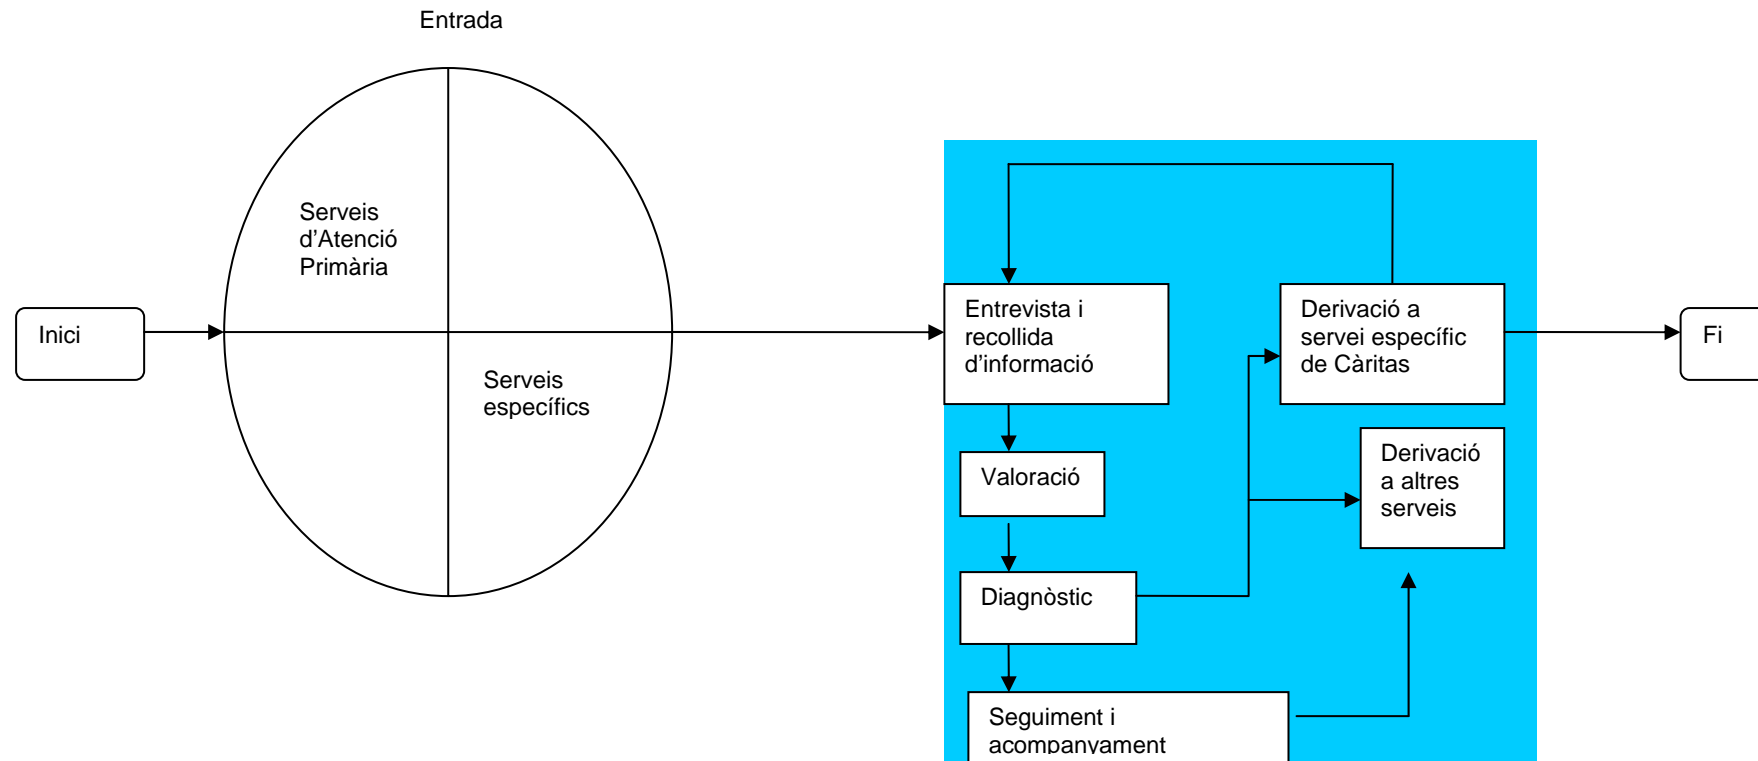 Entrada
Serveis
d’Atenció
Primària
Serveis
específics
Inici
Entrevista i
recollida
d’informació
Derivació a
servei específic
de Càritas
Fi
Valoració
Derivació
a altres
serveis
Diagnòstic
Seguiment i
acompanyament